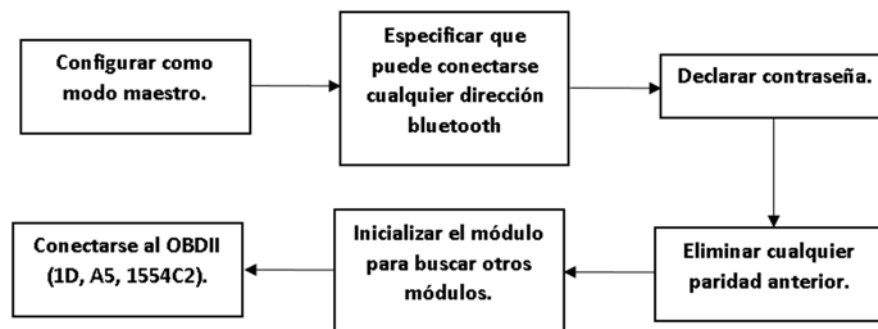 Configurar como
modo maestro.
Especificar que
puede conectarse
cualquier dirección
bluetooth
Declarar contraseña.
Eliminar cualquier
paridad anterior.
Inicializar el módulo
para buscar otros
módulos.
Conectarse al OBDII
(1D, A5, 1554C2).